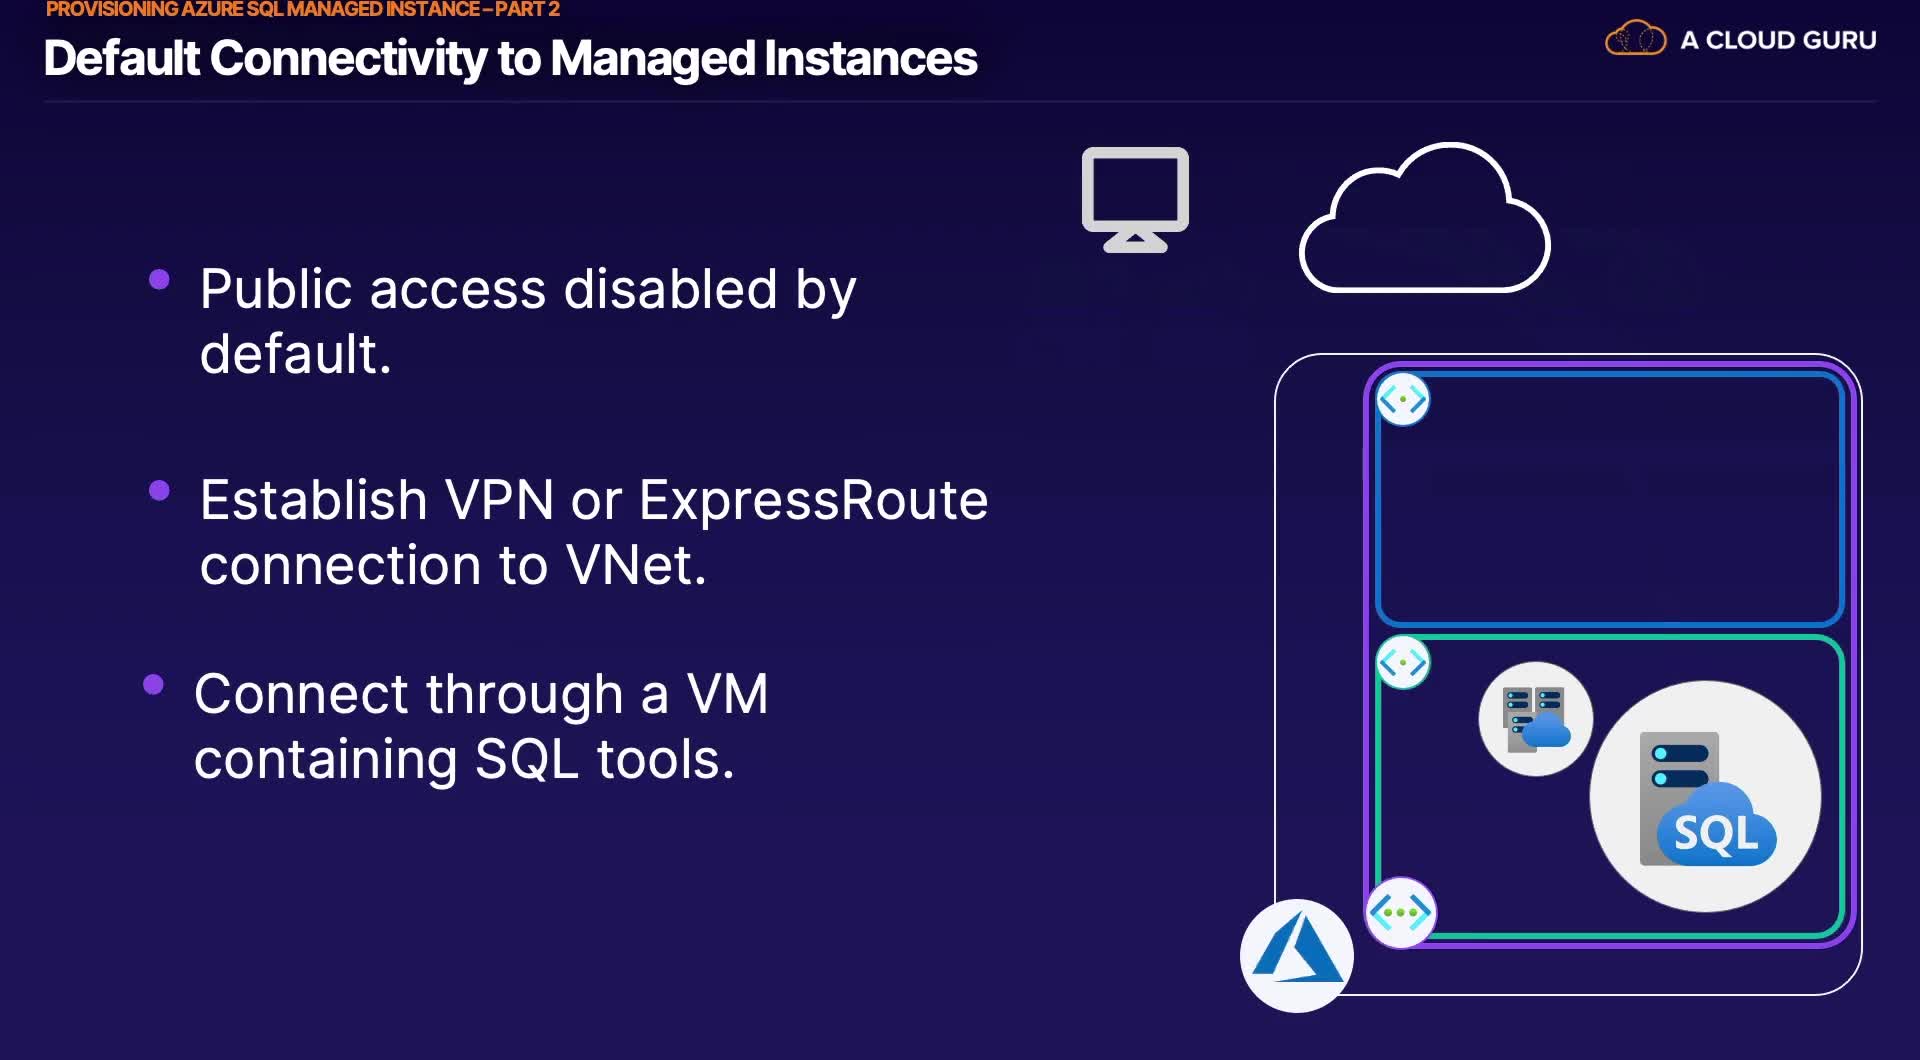 PROVISIONING AZURE SQL MANAGED INSTANCE – PART 2
Default Connectivity to Managed Instances
A CLOUD GURU
Public access disabled by
default.
Establish VPN or ExpressRoute
connection to VNet.
Connect through a VM
containing SQL tools.
SQL